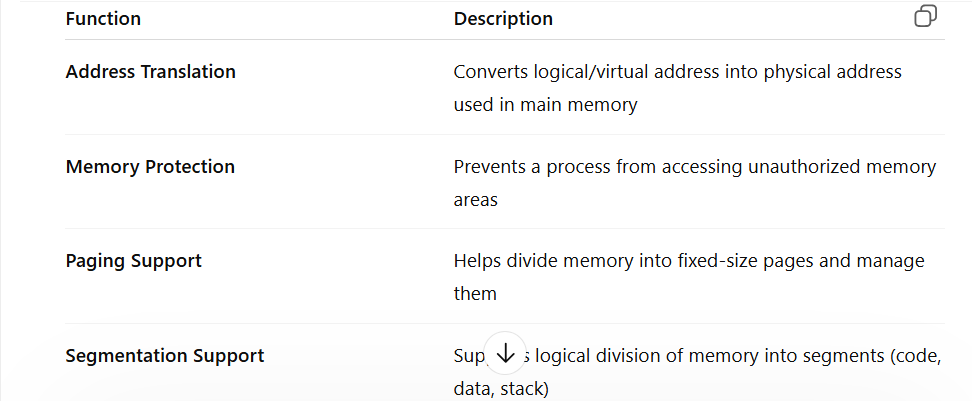 Function Description
Address Translation Converts logical/virtual address into physical address
used in main memory
Memory Protection Prevents a process from accessing unauthorized memory
areas
Paging Support Helps divide memory into fixed-size pages and manage
them
Segmentation Support logical division of memory into segments (code,
data, stack)